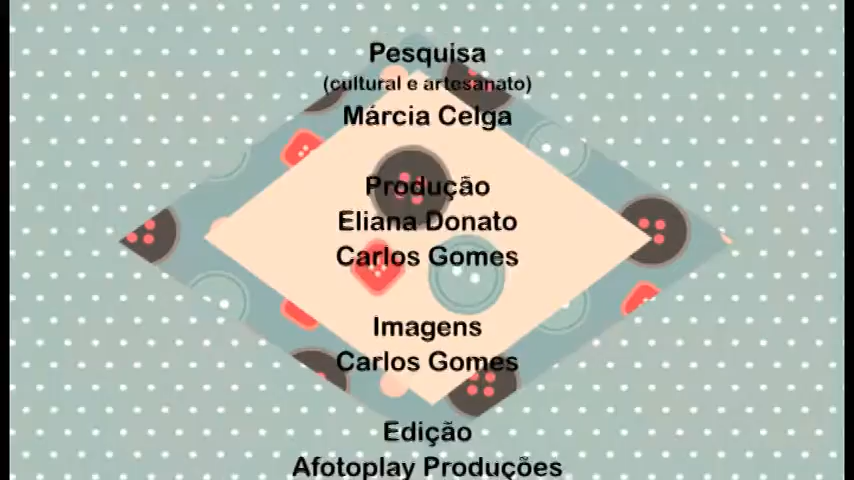 Pesquisa
(cultural e artesanato)
Márcia Celga
Produção
Eliana Donato
Carlos Gomes
Imagens
Carlos Gomes
Edição
Afotoplay Produções